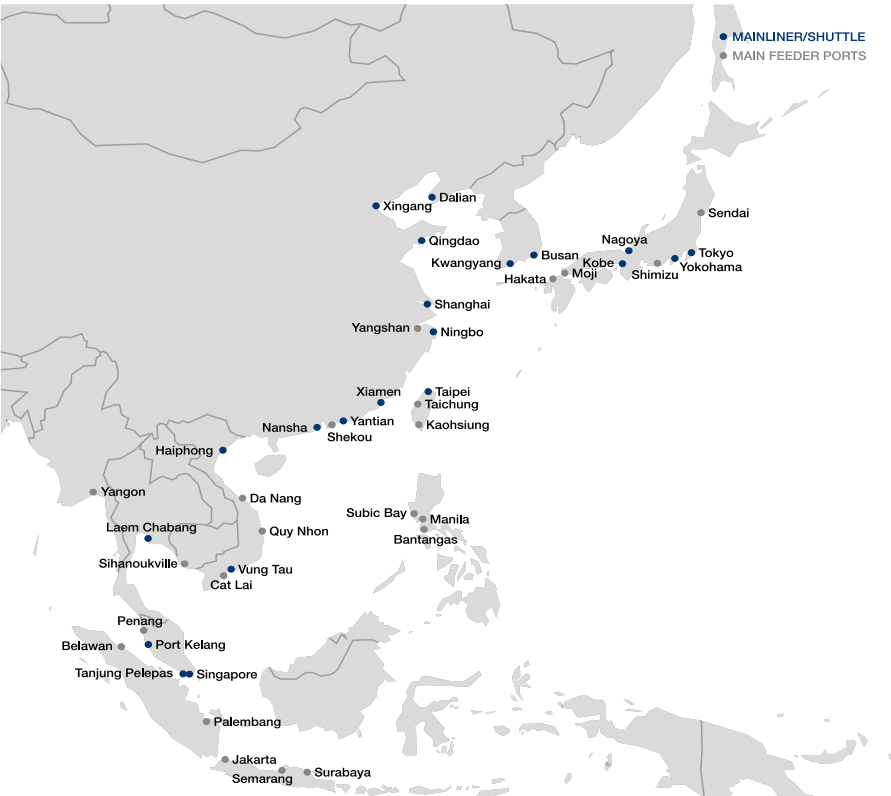 MAINLINER/SHUTTLE
MAIN FEEDER PORTS
Dalian
Xingang
Sendai
Qingdao
Nagoya
Busan
Tokyo
Kwangyang
Kobe
Yokohama
Moji
Shimizu
Hakata
Shanghai
Yangshan
Ningbo
Xiamen
Taipei
Taichung
Yantian
Nansha
Kaohsiung
Shekou
Haiphong
Yangon
Da Nang
Subic Bay
Manila
Laem Chabang
Quy Nhon
Bantangas
Sihanoukville
Vung Tau
Cat Lai
Penang
Belawan
Port Kelang
Tanjung Pelepas
Singapore
Palembang
Jakarta
Surabaya
Semarang